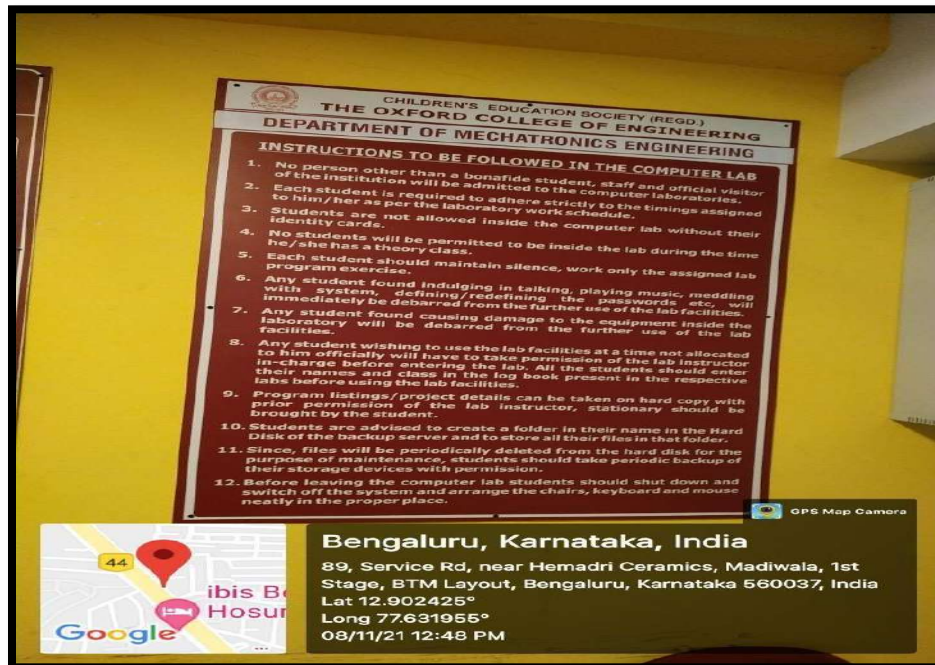 CHILDREN'S EDUCATION SOCIETY (REGD.)
THE OXFORD COLLEGE OF ENGINEERING
DEPARTMENT OF MECHATRONICS ENGINEERING
INSTRUCTIONS TO BE FOLLOWED IN THE COMPUTER LAB
1. No person other than a bonafide student, staff and official visitor
of the institution will be admitted to the computer laboratories.
2. Each student is required to adhere strictly to the timings assigned
to him/her as per the laboratory work schedule.
3. Students are not allowed inside the computer lab without their
identity cards.
4. No students will be permitted to be inside the lab during the time
he/she has a theory class.
5. Each student should maintain silence, work only the assigned lab
program exercise.
6. Any student found indulging in talking, playing music, meddling
with system, defining/redefining the passwords etc, will
immediately be debarred from the further use of the lab facilities.
7. Any student found causing damage to the equipment inside the
laboratory will be debarred from the further use of the lab
facilities.
8. Any student wishing to use the lab facilities at a time not allocated
to him officially will have to take permission of the lab instructor
in-charge before entering the lab. All the students should enter
their names and class in the log book present in the respective
labs before using the lab facilities.
9. Program listings/project details can be taken on hard copy with
prior permission of the lab instructor, stationary should be
brought by the student.
10. Students are advised to create a folder in their name in the Hard
Disk of the backup server and to store all their files in that folder.
11. Since, files will be periodically deleted from the hard disk for the
purpose of maintenance, students should take periodic backup of
their storage devices with permission.
12. Before leaving the computer lab students should shut down and
switch off the system and arrange the chairs, keyboard and mouse
neatly in the proper place.
GPS Map Camera
44
ibis Be
Hosur
Google
Bengaluru, Karnataka, India
89, Service Rd, near Hemadri Ceramics, Madiwala, 1st
Stage, BTM Layout, Bengaluru, Karnataka 560037, India
Lat 12.902425°
Long 77.631955°
08/11/21 12:48 PM